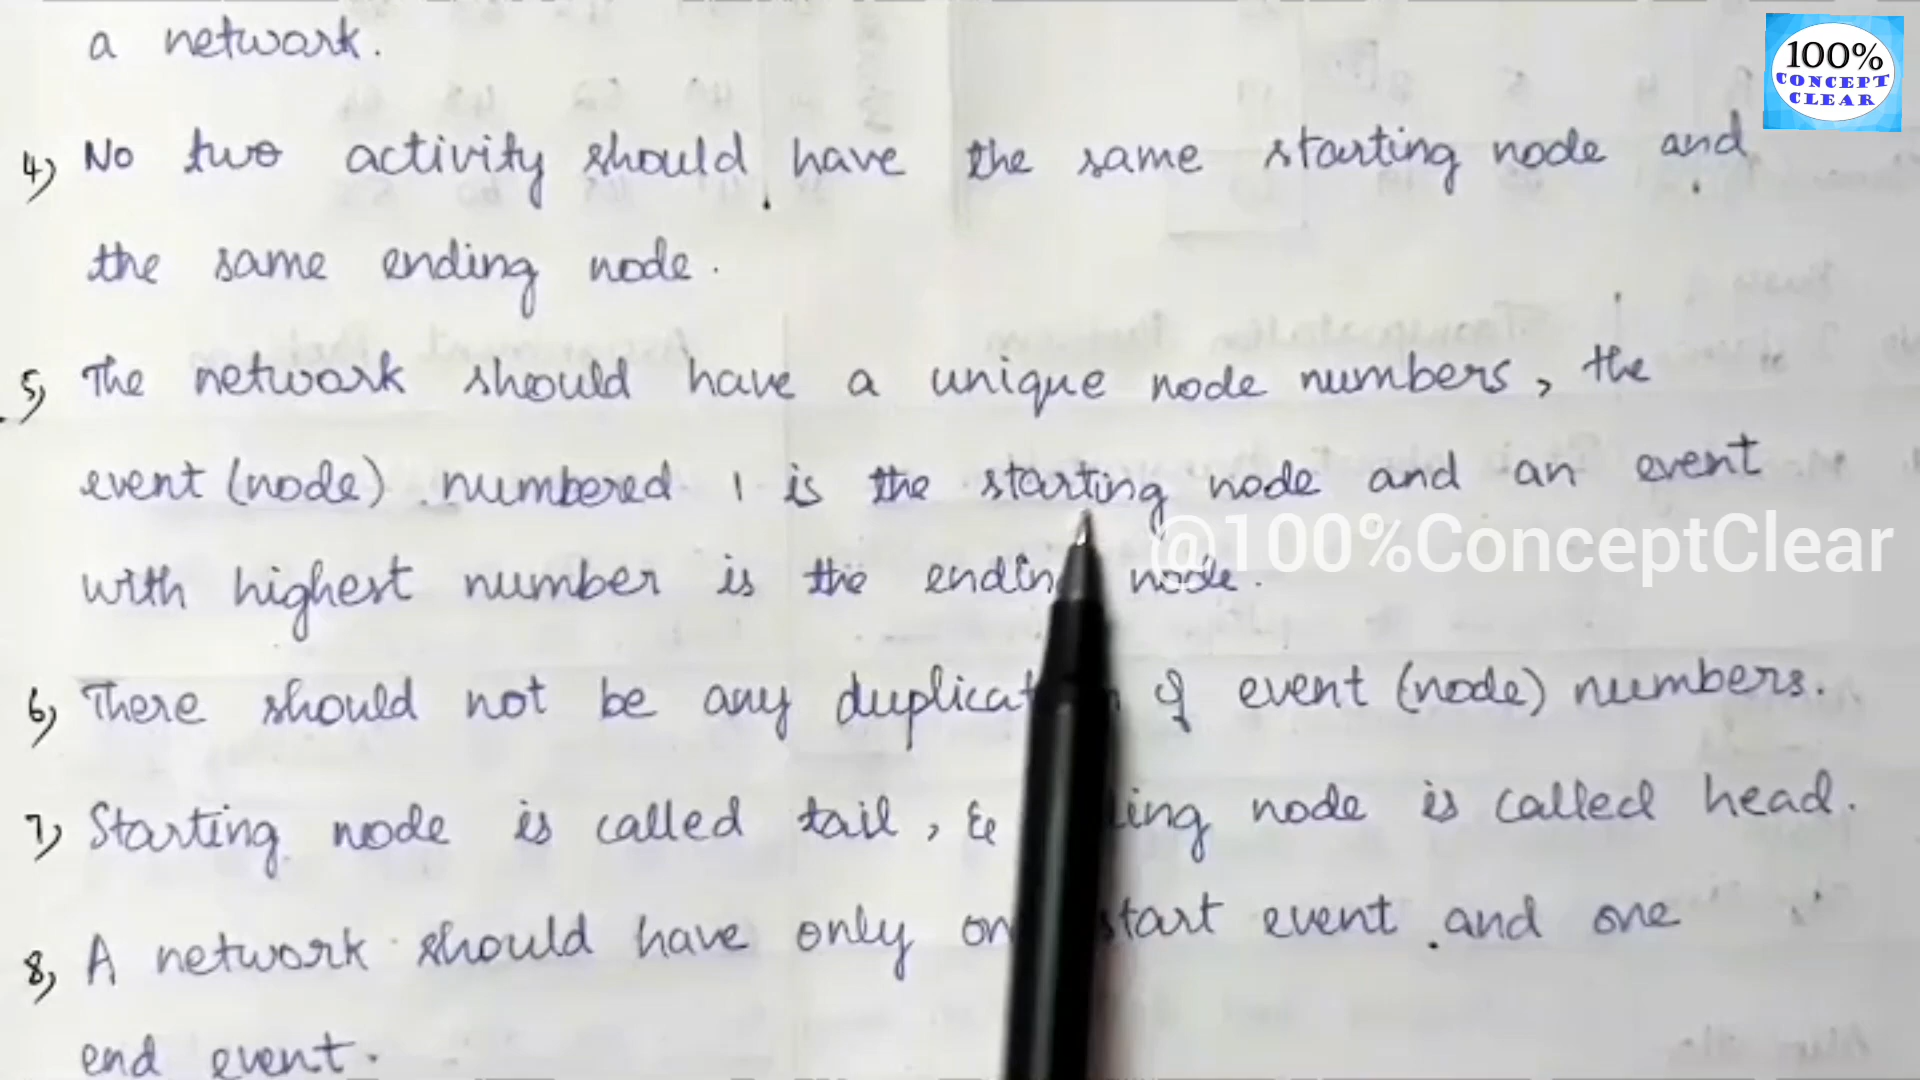 a network.
100%
CONCEPT
CLEAR
4) No two activity should have the same starting node and
the same ending node.
5) The network should have a unique node numbers, the
event (node) numbered 1 is the starting node and an event
@100%ConceptClear
with highest number is the ending node.
6) There should not be any of event (node) numbers.
7) Starting node is called tail, & node is called head.
8) A network should have only start event and one
end event.